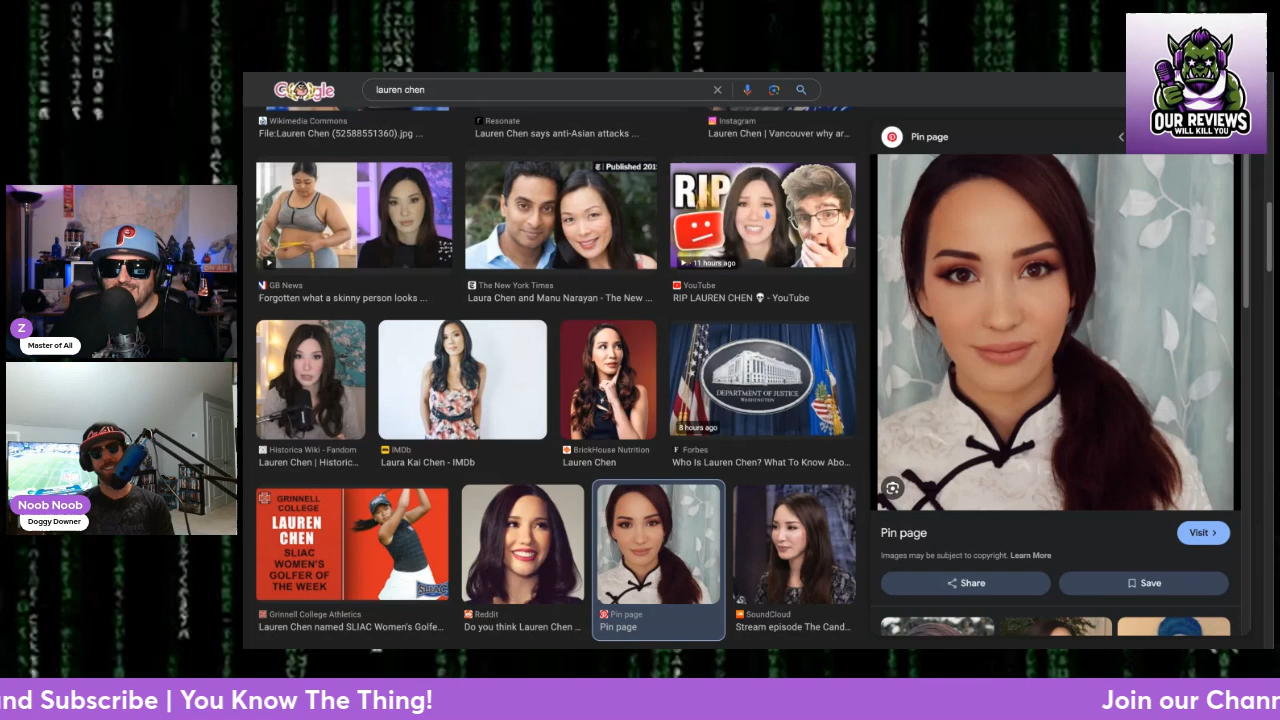 Google
lauren chen
OUR REVIEWS
WILL KILL YOU
Wikimedia Commons
File:Lauren Chen (52588551360).jpg ...
Resonate
Lauren Chen says anti-Asian attacks ...
Instagram
Lauren Chen | Vancouver why ar...
Pin page
Published 201
RIP
11 hours ago
GB News
Forgotten what a skinny person looks ...
The New York Times
Laura Chen and Manu Narayan - The New ...
YouTube
RIP LAUREN CHEN 💀 - YouTube
ON AIR
Z
Master of All
DEPARTMENT OF JUSTICE
WASHINGTON
8 hours ago
Historica Wiki - Fandom
Lauren Chen | Historic...
IMDb
Laura Kai Chen - IMDb
BrickHouse Nutrition
Lauren Chen
Forbes
Who Is Lauren Chen? What To Know Abo...
Noob Noob
Doggy Downer
GRINNELL
COLLEGE
LAUREN
CHEN
SLIAC
WOMEN'S
GOLFER OF
THE WEEK
SLIAC
Grinnell College Athletics
Lauren Chen named SLIAC Women's Golfe...
Reddit
Do you think Lauren Chen ...
Pin page
Pin page
SoundCloud
Stream episode The Cand...
Pin page
Visit
Images may be subject to copyright. Learn More
Share
Save
nd Subscribe | You Know The Thing!
Join our Chann